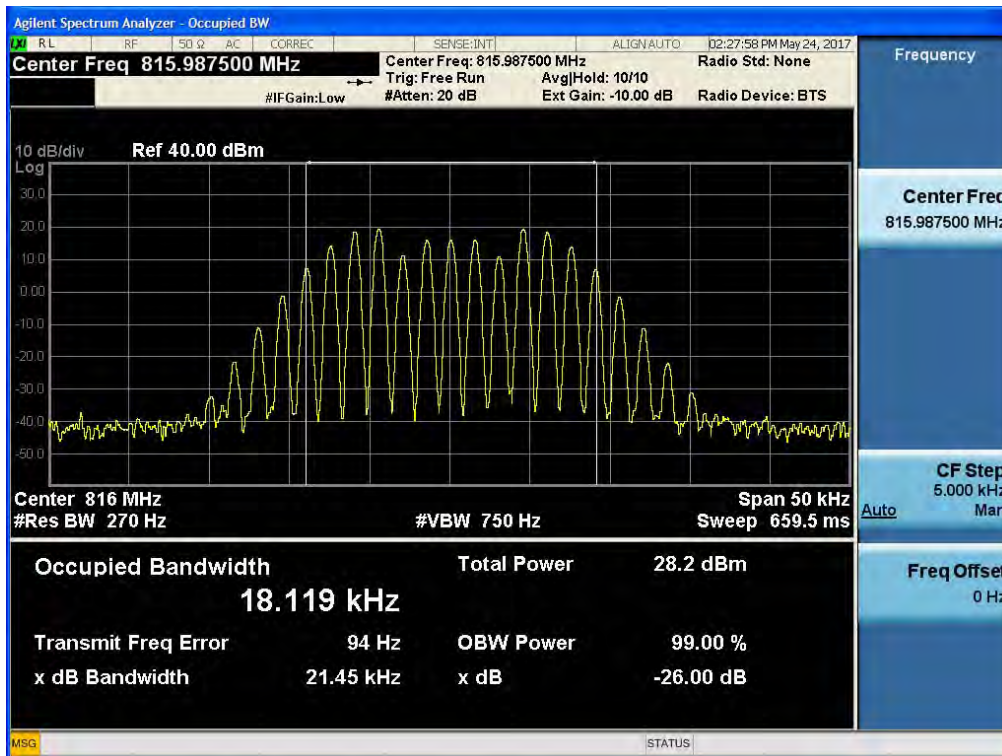 Agilent Spectrum Analyzer - Occupied BW
LXI RL RF 50 Ω AC CORREC SENSE:INT ALIGNAUTO 02:27:58 PM May 24, 2017
Center Freq 815.987500 MHz
Center Freq: 815.987500 MHz Radio Std: None
Trig: Free Run Avg|Hold: 10/10
#IFGain:Low #Atten: 20 dB Ext Gain: -10.00 dB Radio Device: BTS
10 dB/div Ref 40.00 dBm
Log
30.0
20.0
10.0
0.00
-10.0
-20.0
-30.0
-40.0
-50.0
Center 816 MHz Span 50 kHz
#Res BW 270 Hz #VBW 750 Hz Sweep 659.5 ms
Occupied Bandwidth Total Power 28.2 dBm
18.119 kHz
Transmit Freq Error 94 Hz OBW Power 99.00 %
x dB Bandwidth 21.45 kHz x dB -26.00 dB
MSG STATUS
Frequency
Center Freq
815.987500 MHz
CF Step
5.000 kHz
Auto Man
Freq Offset
0 Hz